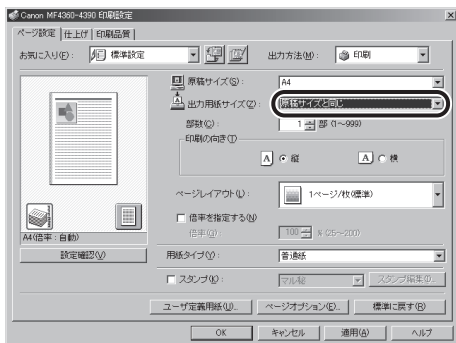 Canon MF4360-4390 印刷設定
ページ設定 仕上げ 印刷品質
お気に入り(F): 標準設定 出力方法(M): 印刷
原稿サイズ(S): A4
出力用紙サイズ(Z): 原稿サイズと同じ
部数(C): 1 部 (1~999)
印刷の向き(T)
A 縦 A 横
ページレイアウト(L): 1ページ/枚(標準)
倍率を指定する(N)
倍率(G): 100 % (25~200)
A4(倍率:自動)
設定確認(V) 用紙タイプ(Y): 普通紙
スタンプ(K): マル秘 スタンプ編集(D)...
ユーザ定義用紙(U)... ページオプション(E)... 標準に戻す(R)
OK キャンセル 適用(A) ヘルプ